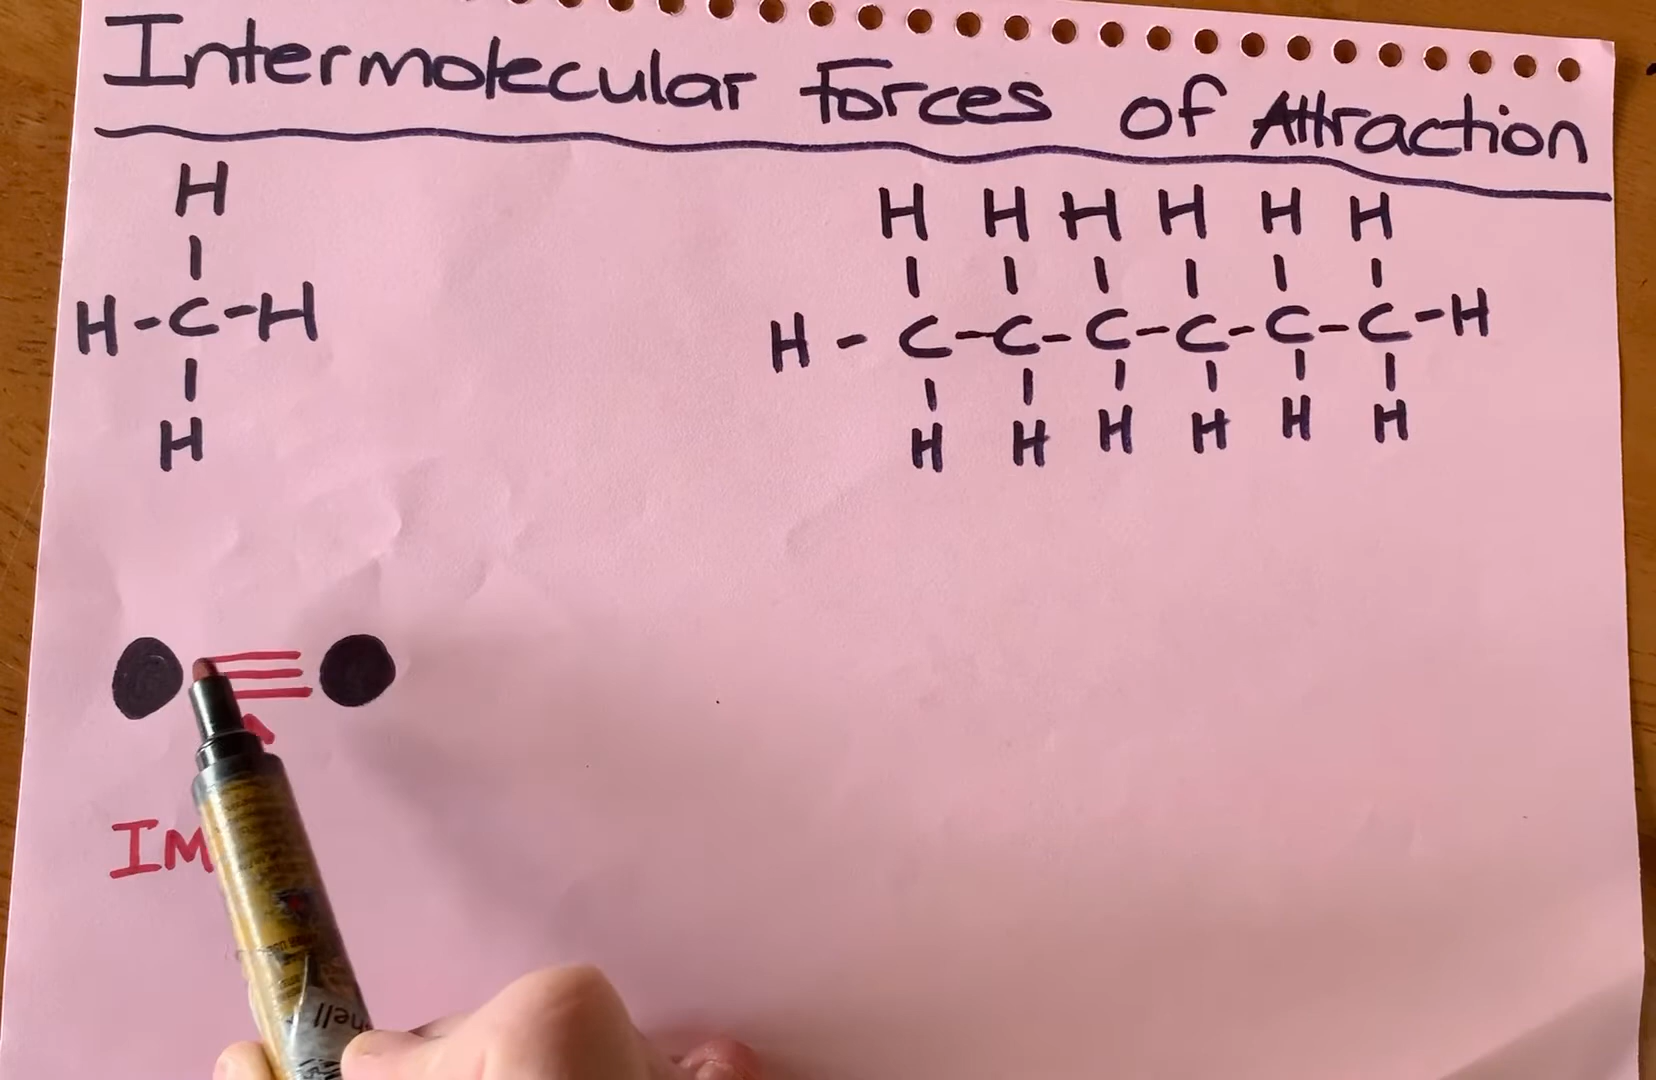 Intermolecular Forces of Attraction
H
H-C-H
H
H H H H H H
H-C-C-C-C-C-C-H
H H H H H H
IM